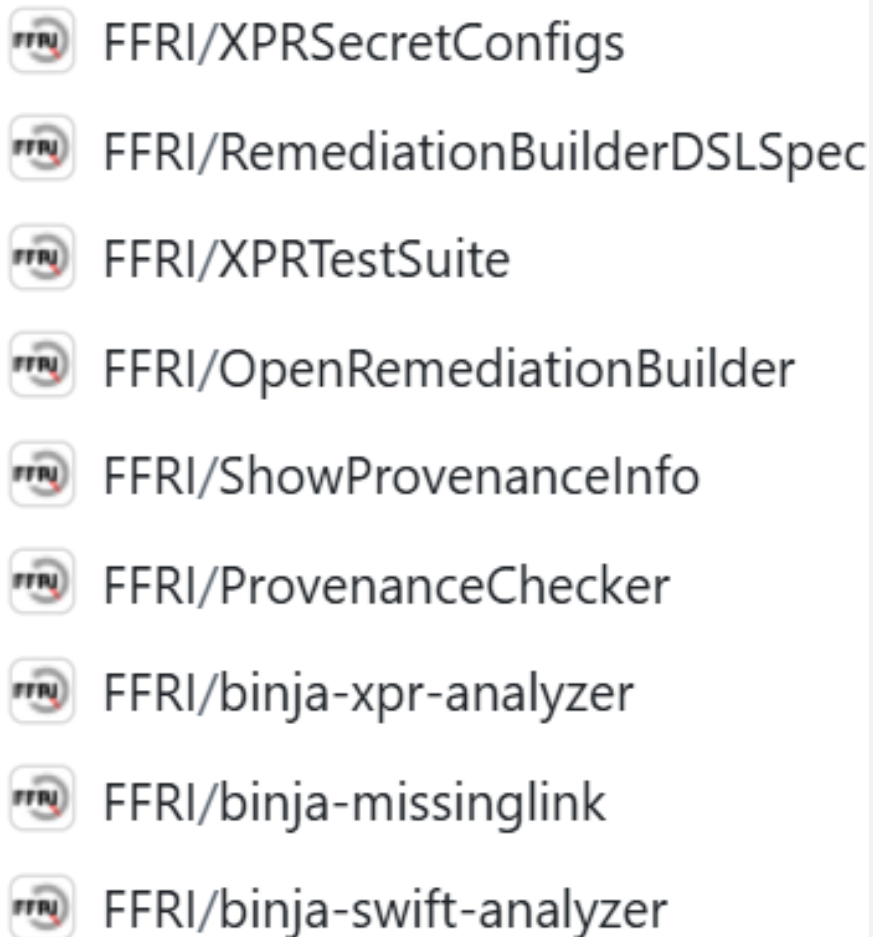 FFRI/XPRSecretConfigs
FFRI/RemediationBuilderDSLSpec
FFRI/XPRTestSuite
FFRI/OpenRemediationBuilder
FFRI/ShowProvenanceInfo
FFRI/ProvenanceChecker
FFRI/binja-xpr-analyzer
FFRI/binja-missinglink
FFRI/binja-swift-analyzer